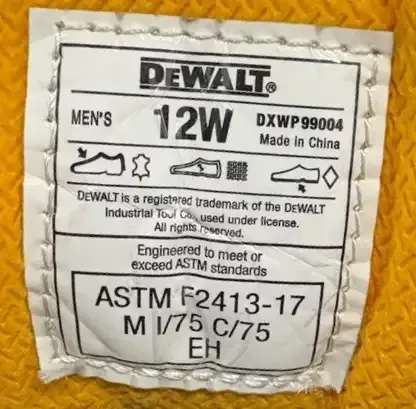 DEWALT®
MEN'S 12W DXWP99004
Made in China
DEWALT is a registered trademark of the DEWALT
Industrial Tool Co. used under license.
All rights reserved.
Engineered to meet or
exceed ASTM standards
ASTM F2413-17
M I/75 C/75
EH